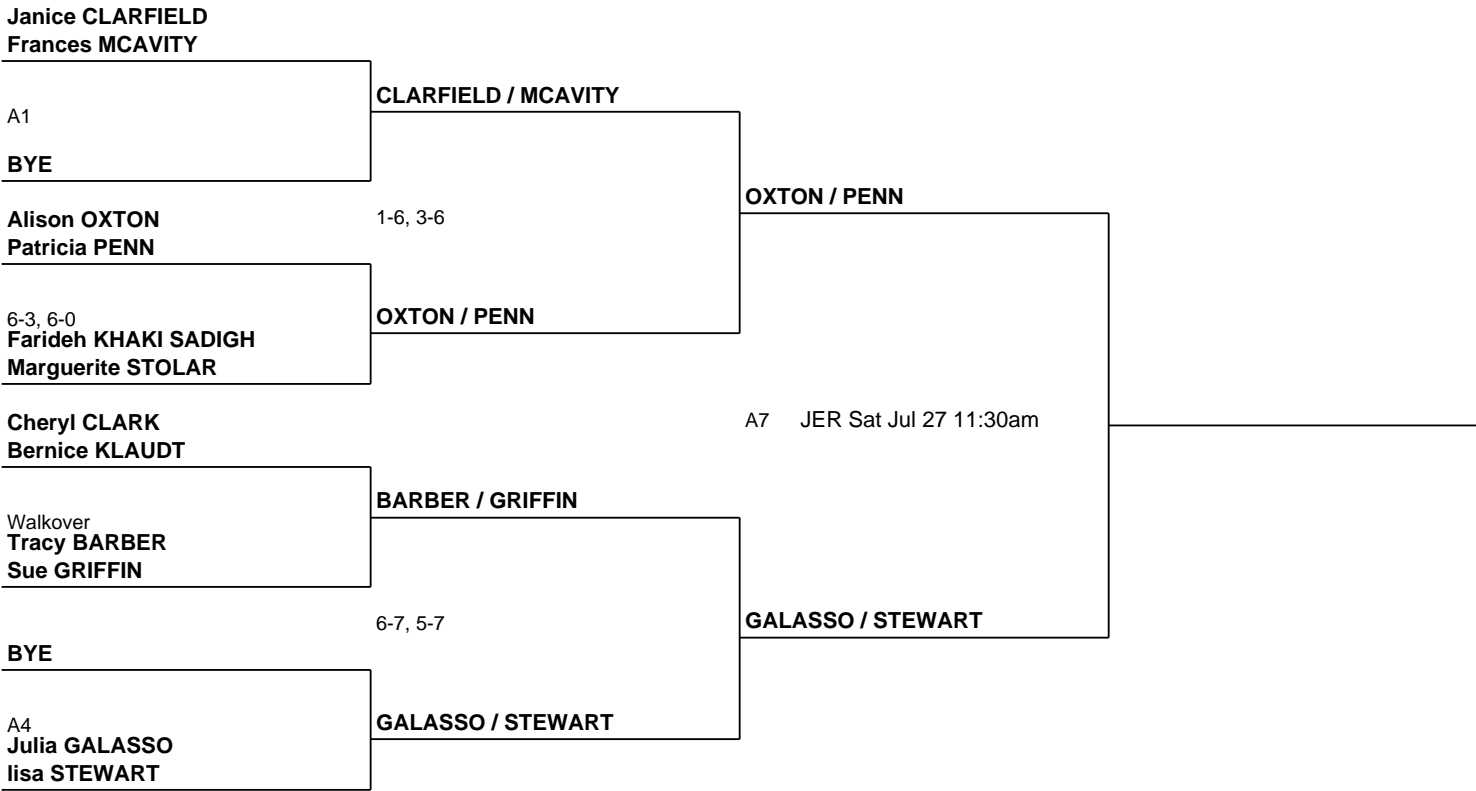 Janice CLARFIELD
Frances MCAVITY
CLARFIELD / MCAVITY
A1
BYE
OXTON / PENN
Alison OXTON
1-6, 3-6
Patricia PENN
6-3, 6-0
OXTON / PENN
Farideh KHAKI SADIGH
Marguerite STOLAR
Cheryl CLARK
A7 JER Sat Jul 27 11:30am
Bernice KLAUDT
BARBER / GRIFFIN
Walkover
Tracy BARBER
Sue GRIFFIN
6-7, 5-7
GALASSO / STEWART
BYE
A4
GALASSO / STEWART
Julia GALASSO
lisa STEWART